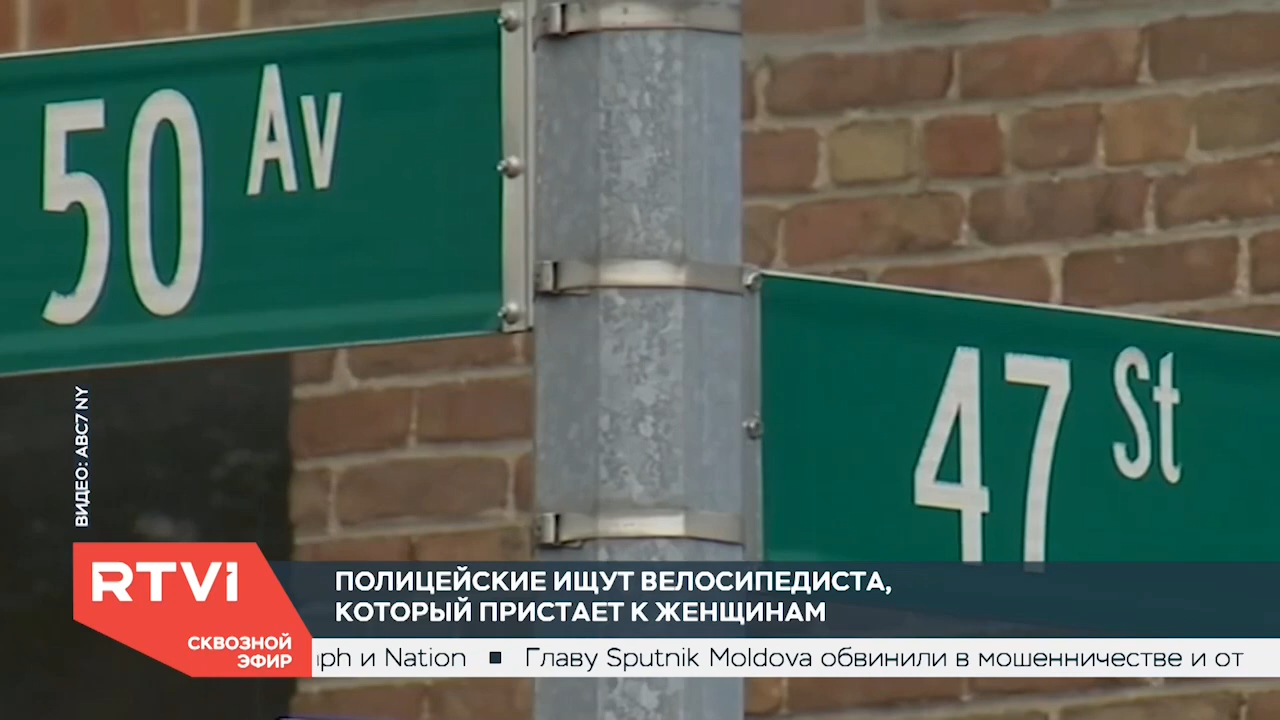 50 Av
47 St
ВИДЕО: ABC7 NY
RTVi
СКВОЗНОЙ
ЭФИР
ПОЛИЦЕЙСКИЕ ИЩУТ ВЕЛОСИПЕДИСТА,
КОТОРЫЙ ПРИСТАЕТ К ЖЕНЩИНАМ
и Nation ■ Главу Sputnik Moldova обвинили в мошенничестве и от